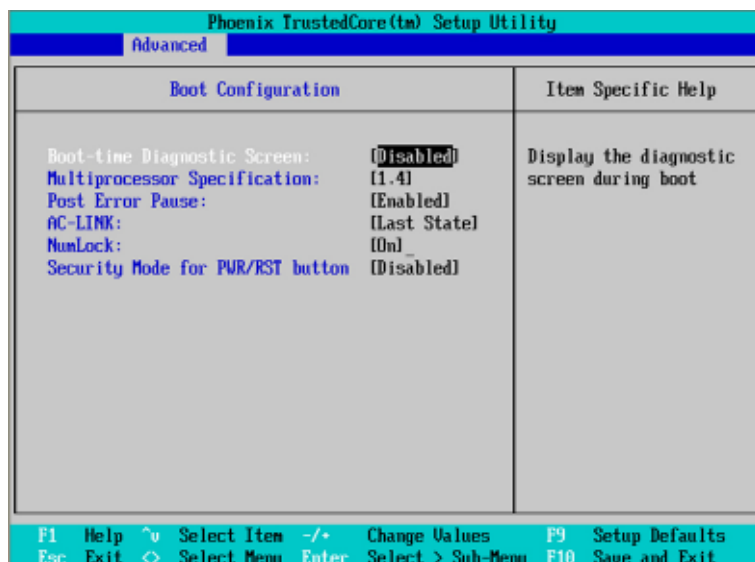 Phoenix TrustedCore(tm) Setup Utility
Advanced
Boot Configuration
Item Specific Help
Boot-time Diagnostic Screen: [Disabled]
Multiprocessor Specification: [1.4]
Post Error Pause: [Enabled]
AC-LINK: [Last State]
NumLock: [On]_
Security Mode for PWR/RST button [Disabled]
Display the diagnostic
screen during boot
F1 Help ^v Select Item -/+ Change Values F9 Setup Defaults
Esc Exit <> Select Menu Enter Select > Sub-Menu F10 Save and Exit